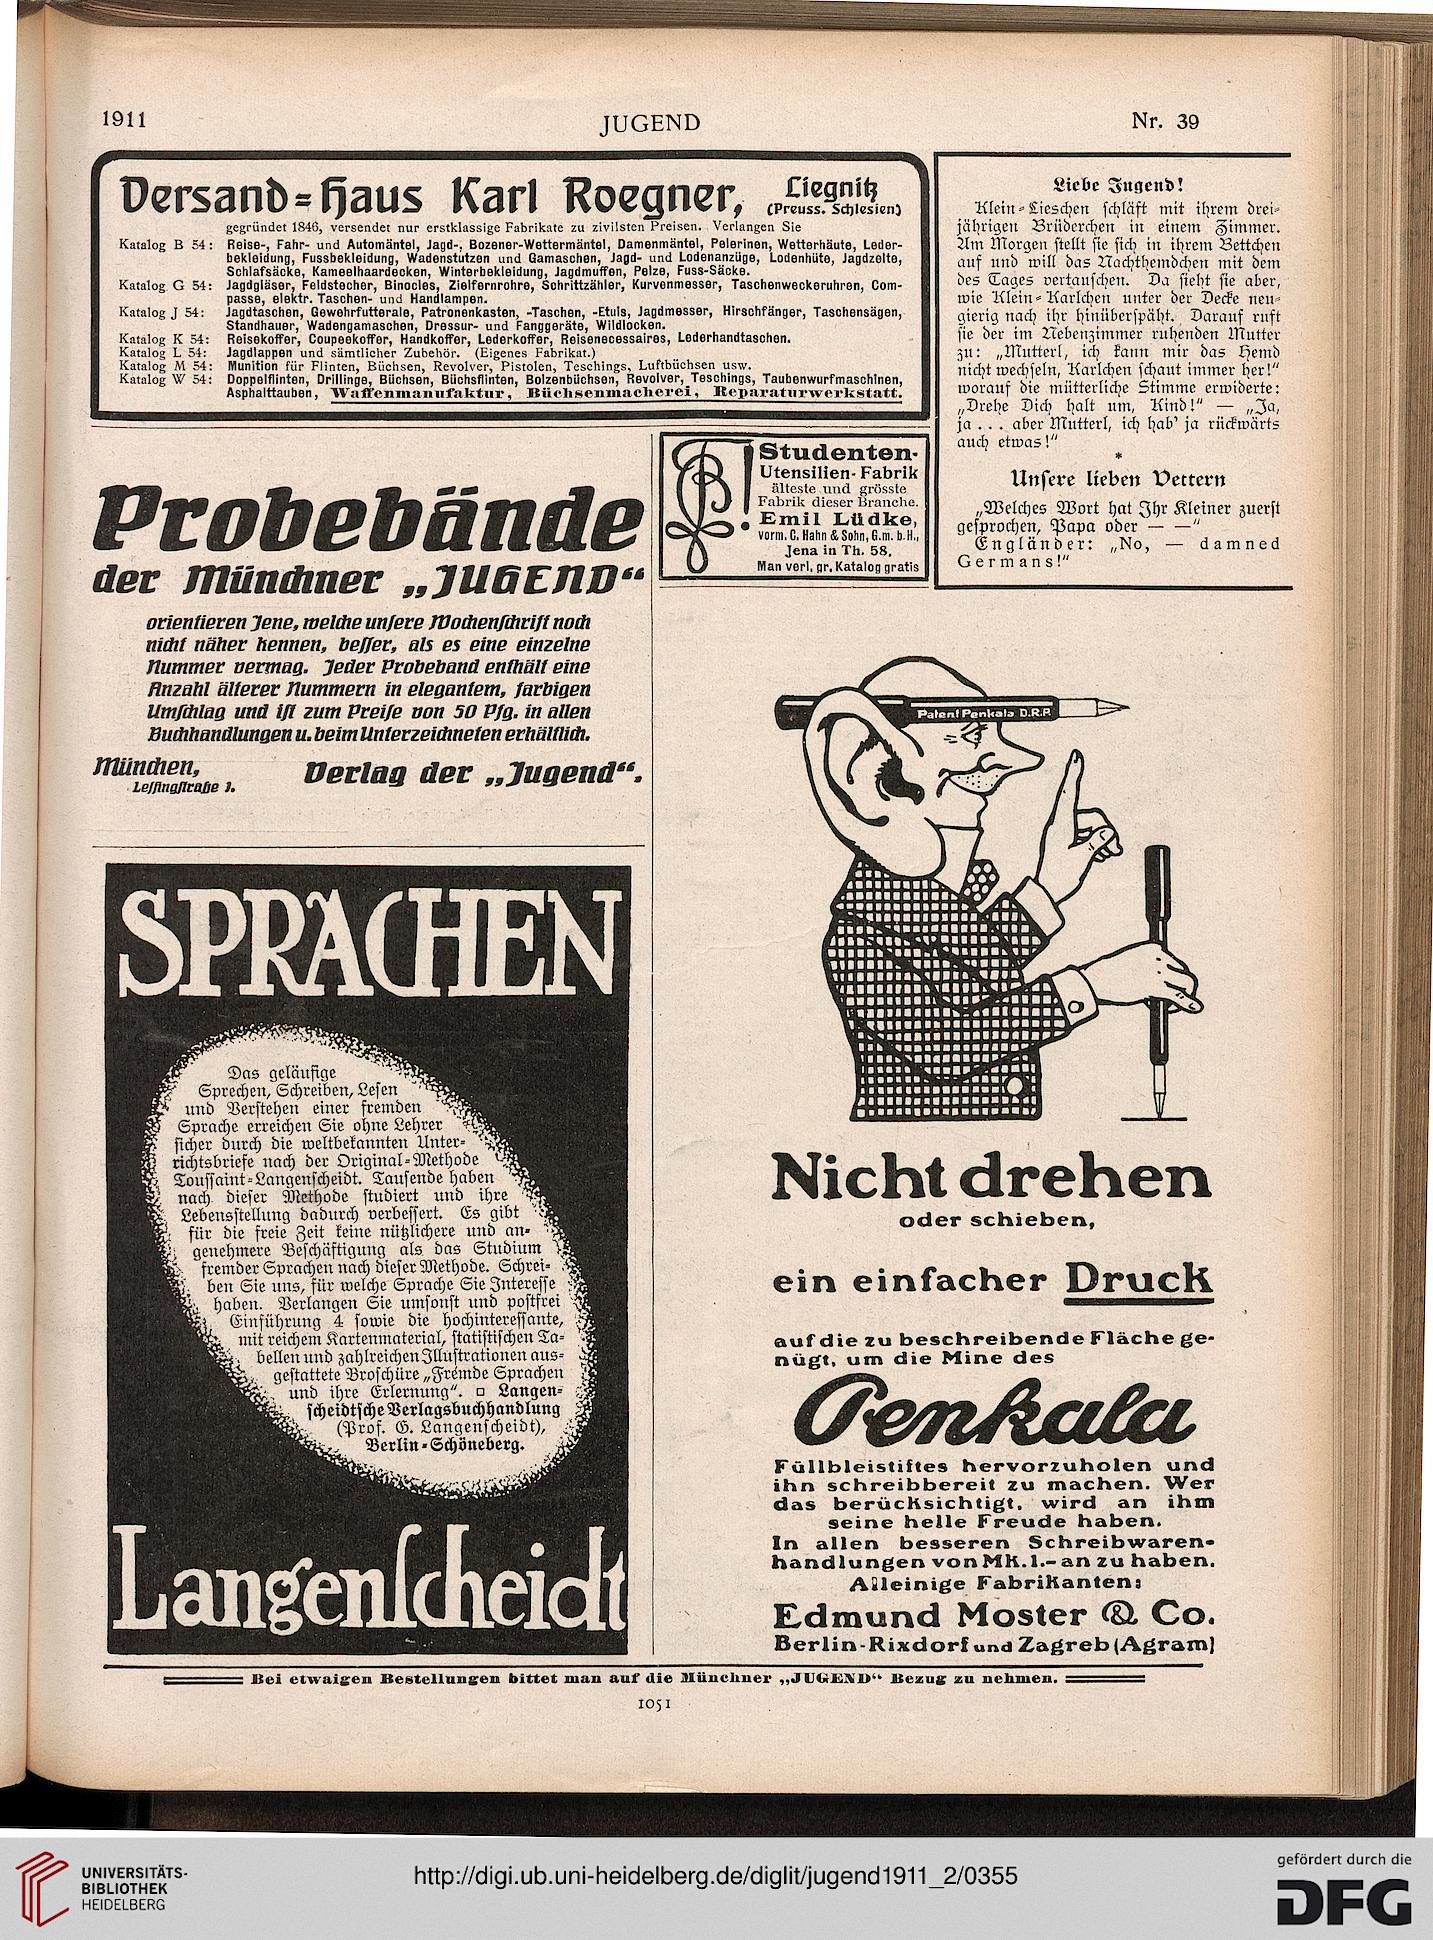 1911
JUGEND
Nr. 39
Versand=Haus Karl Roegner, Liegnitz
(Preuss. Schlesien)
gegründet 1846, versendet nur erstklassige Fabrikate zu zivilsten Preisen. Verlangen Sie
Katalog B 54: Reise-, Fahr- und Automäntel, Jagd-, Bozener-Wettermäntel, Damenmäntel, Pelerinen, Wetterhäute, Leder-
bekleidung, Fussbekleidung, Wadenstutzen und Gamaschen, Jagd- und Lodenanzüge, Lodenhüte, Jagdzelte,
Schlafsäcke, Kameelhaardecken, Winterbekleidung, Jagdmuffen, Pelze, Fuss-Säcke.
Katalog G 54: Jagdgläser, Feldstecher, Binocles, Zielfernrohre, Schrittzähler, Kurvenmesser, Taschenweckeruhren, Com-
passe, elektr. Taschen- und Handlampen.
Katalog J 54: Jagdtaschen, Gewehrfutterale, Patronenkasten, -Taschen, -Etuis, Jagdmesser, Hirschfänger, Taschensägen,
Standhauer, Wadengamaschen, Dressur- und Fanggeräte, Wildlocken.
Katalog K 54: Reisekoffer, Coupeekoffer, Handkoffer, Lederkoffer, Reisenecessaires, Lederhandtaschen.
Katalog L 54: Jagdlappen und sämtlicher Zubehör. (Eigenes Fabrikat.)
Katalog M 54: Munition für Flinten, Büchsen, Revolver, Pistolen, Teschings, Luftbüchsen usw.
Katalog W 54: Doppelflinten, Drillinge, Büchsen, Büchsflinten, Bolzenbüchsen, Revolver, Teschings, Taubenwurfmaschinen,
Asphalttauben, Waffenmanufaktur, Büchsenmacherei, Reparaturwerkstatt.
Liebe Jugend!
Klein=Lieschen schläft mit ihrem drei=
jährigen Brüderchen in einem Zimmer.
Am Morgen stellt sie sich in ihrem Bettchen
auf und will das Nachthemdchen mit dem
des Tages vertauschen. Da sieht sie aber,
wie Klein=Karlchen unter der Decke neu=
gierig nach ihr hinüberspäht. Darauf ruft
sie der im Nebenzimmer ruhenden Mutter
zu: „Mutterl, ich kann mir das Hemd
nicht wechseln, Karlchen schaut immer her!"
worauf die mütterliche Stimme erwiderte:
„Drehe Dich halt um, Kind!" — „Ja,
ja . . . aber Mutterl, ich hab' ja rückwärts
auch etwas!"
*
Unsere lieben Vettern
„Welches Wort hat Ihr Kleiner zuerst
gesprochen, Papa oder — —"
Engländer: „No, — damned
Germans!"
Studenten-
Utensilien-Fabrik
älteste und grösste
Fabrik dieser Branche.
Emil Lüdke,
vorm. C. Hahn & Sohn, G.m.b.H.,
Jena in Th. 58.
Man verl. gr. Katalog gratis
Probebände
der Münchner „JUGEND“
orientieren Jene, welche unsere Wochenschrift noch
nicht näher kennen, besser, als es eine einzelne
Nummer vermag. Jeder Probeband enthält eine
Anzahl älterer Nummern in elegantem, farbigen
Umschlag und ist zum Preise von 50 Pfg. in allen
Buchhandlungen u. beim Unterzeichneten erhältlich.
München,
Lessingstraße 1.
Verlag der „Jugend“.
SPRACHEN
Das geläufige
Sprechen, Schreiben, Lesen
und Verstehen einer fremden
Sprache erreichen Sie ohne Lehrer
sicher durch die weltbekannten Unter=
richtsbriefe nach der Original=Methode
Toussaint=Langenscheidt. Tausende haben
nach dieser Methode studiert und ihre
Lebensstellung dadurch verbessert. Es gibt
für die freie Zeit keine nützlichere und an=
genehmere Beschäftigung als das Studium
fremder Sprachen nach dieser Methode. Schrei=
ben Sie uns, für welche Sprache Sie Interesse
haben. Verlangen Sie umsonst und postfrei
Einführung 4 sowie die hochinteressante,
mit reichem Kartenmaterial, statistischen Ta=
bellen und zahlreichen Illustrationen aus=
gestattete Broschüre „Fremde Sprachen
und ihre Erlernung“. □ Langen=
scheidtsche Verlagsbuchhandlung
(Prof. G. Langenscheidt),
Berlin=Schöneberg.
Langenscheidt
Patent Penkala D.R.P.
Nicht drehen
oder schieben,
ein einfacher Druck
auf die zu beschreibende Fläche ge-
nügt, um die Mine des
Penkala
Füllbleistiftes hervorzuholen und
ihn schreibbereit zu machen. Wer
das berücksichtigt, wird an ihm
seine helle Freude haben.
In allen besseren Schreibwaren-
handlungen von Mk. 1.- an zu haben.
Alleinige Fabrikanten:
Edmund Moster & Co.
Berlin-Rixdorf und Zagreb (Agram)
Bei etwaigen Bestellungen bittet man auf die Münchner „JUGEND“ Bezug zu nehmen.
1051
UNIVERSITÄTS-
BIBLIOTHEK
HEIDELBERG
http://digi.ub.uni-heidelberg.de/diglit/jugend1911_2/0355
gefördert durch die
DFG